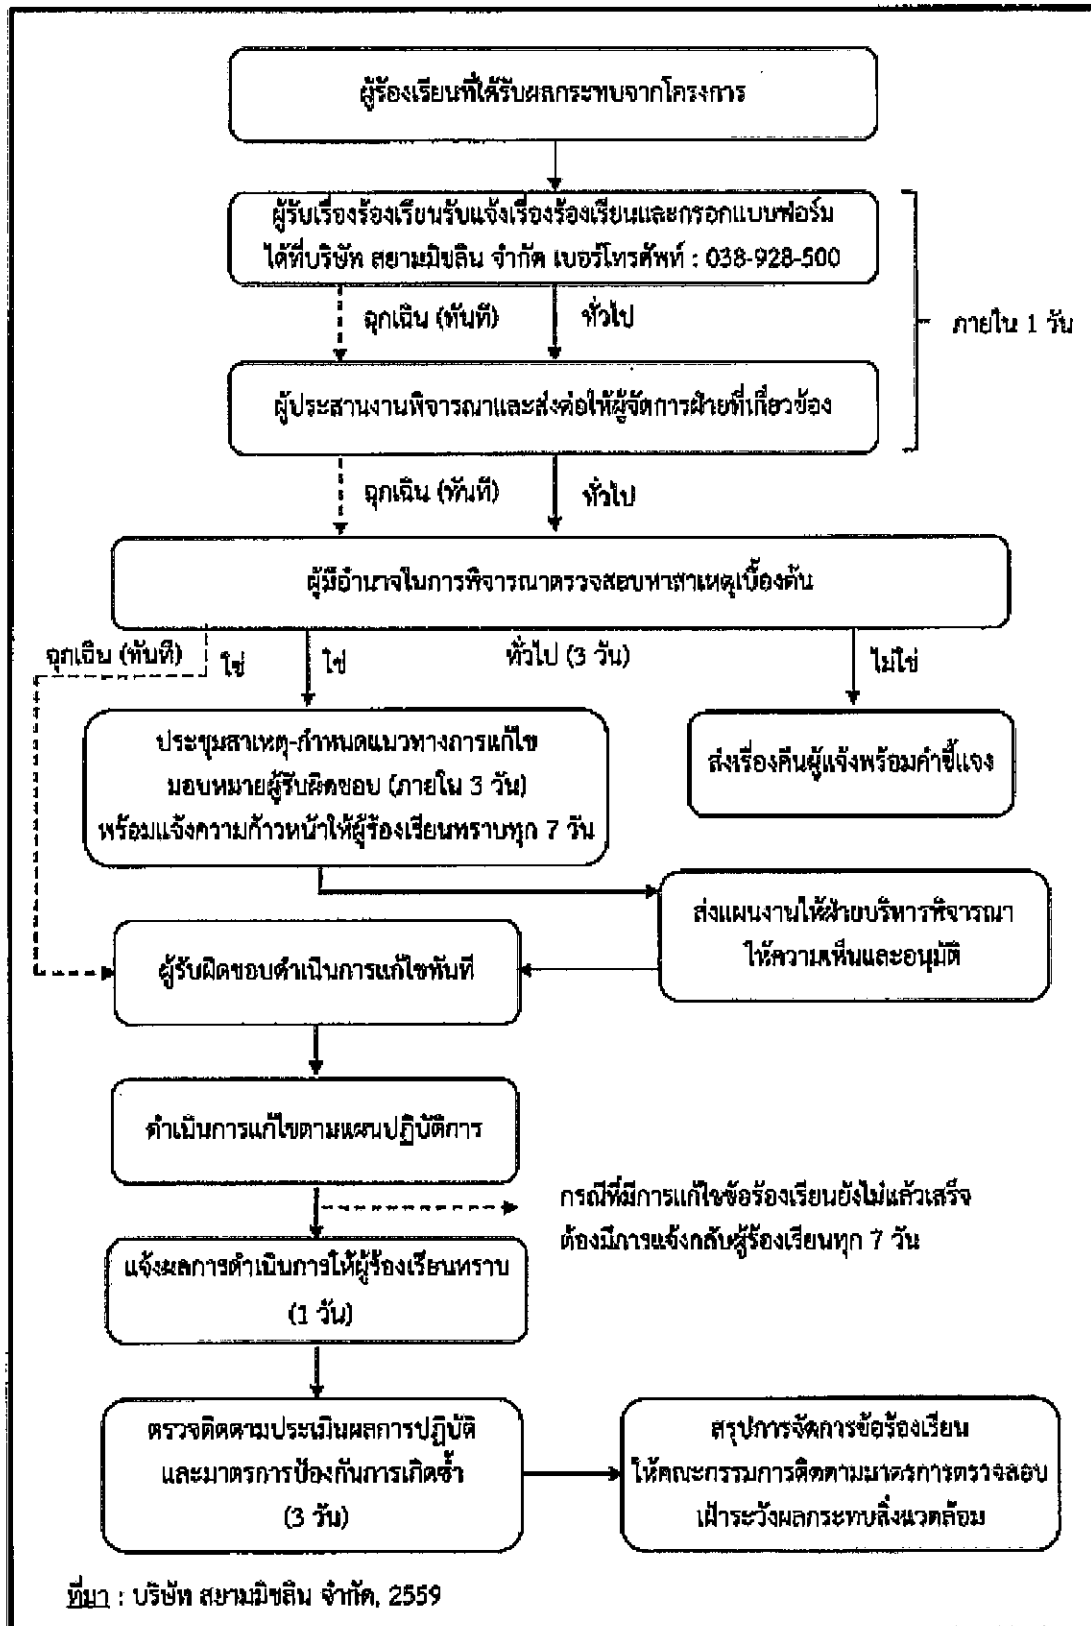 ผู้ร้องเรียนที่ได้รับผลกระทบจากโครงการ
ผู้รับเรื่องร้องเรียนรับแจ้งเรื่องร้องเรียนและกรอกแบบฟอร์ม
ได้ที่บริษัท สยามมิชลิน จำกัด เบอร์โทรศัพท์ : 038-928-500
ฉุกเฉิน (ทันที) ทั่วไป
ภายใน 1 วัน
ผู้ประสานงานพิจารณาและส่งต่อให้ผู้จัดการฝ่ายที่เกี่ยวข้อง
ฉุกเฉิน (ทันที) ทั่วไป
ผู้มีอำนาจในการพิจารณาตรวจสอบหาสาเหตุเบื้องต้น
ฉุกเฉิน (ทันที) ใช่ ใช่ ทั่วไป (3 วัน) ไม่ใช่
ประชุมสาเหตุ-กำหนดแนวทางการแก้ไข
มอบหมายผู้รับผิดชอบ (ภายใน 3 วัน)
พร้อมแจ้งความก้าวหน้าให้ผู้ร้องเรียนทราบทุก 7 วัน
ส่งเรื่องคืนผู้แจ้งพร้อมคำชี้แจง
ส่งแผนงานให้ฝ่ายบริหารพิจารณา
ให้ความเห็นและอนุมัติ
ผู้รับผิดชอบดำเนินการแก้ไขทันที
ดำเนินการแก้ไขตามแผนปฏิบัติการ
กรณีที่มีการแก้ไขข้อร้องเรียนยังไม่แล้วเสร็จ
ต้องมีการแจ้งกลับผู้ร้องเรียนทุก 7 วัน
แจ้งผลการดำเนินการให้ผู้ร้องเรียนทราบ
(1 วัน)
ตรวจติดตามประเมินผลการปฏิบัติ
และมาตรการป้องกันการเกิดซ้ำ
(3 วัน)
สรุปการจัดการข้อร้องเรียน
ให้คณะกรรมการติดตามมาตรการตรวจสอบ
เฝ้าระวังผลกระทบสิ่งแวดล้อม
ที่มา : บริษัท สยามมิชลิน จำกัด, 2559